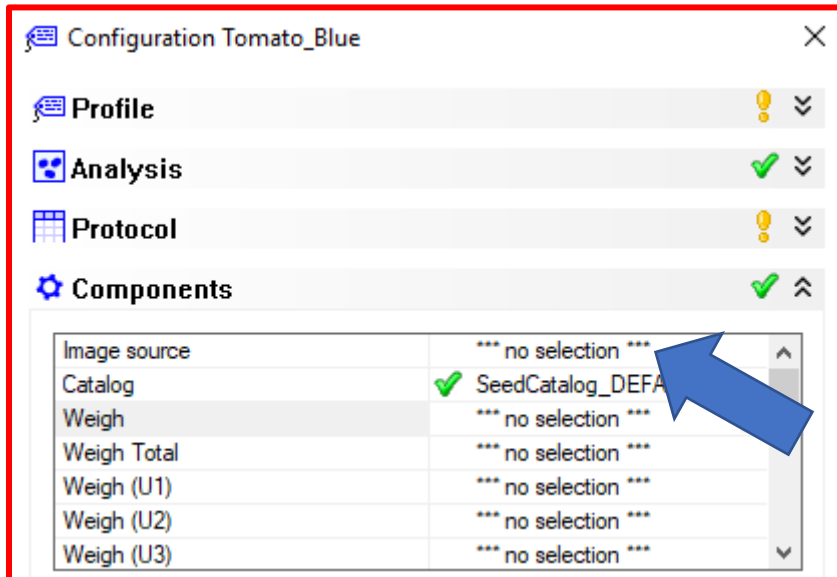 Configuration Tomato_Blue
Profile
Analysis
Protocol
Components
Image source *** no selection ***
Catalog SeedCatalog_DEFA
Weigh *** no selection ***
Weigh Total *** no selection ***
Weigh (U1) *** no selection ***
Weigh (U2) *** no selection ***
Weigh (U3) *** no selection ***